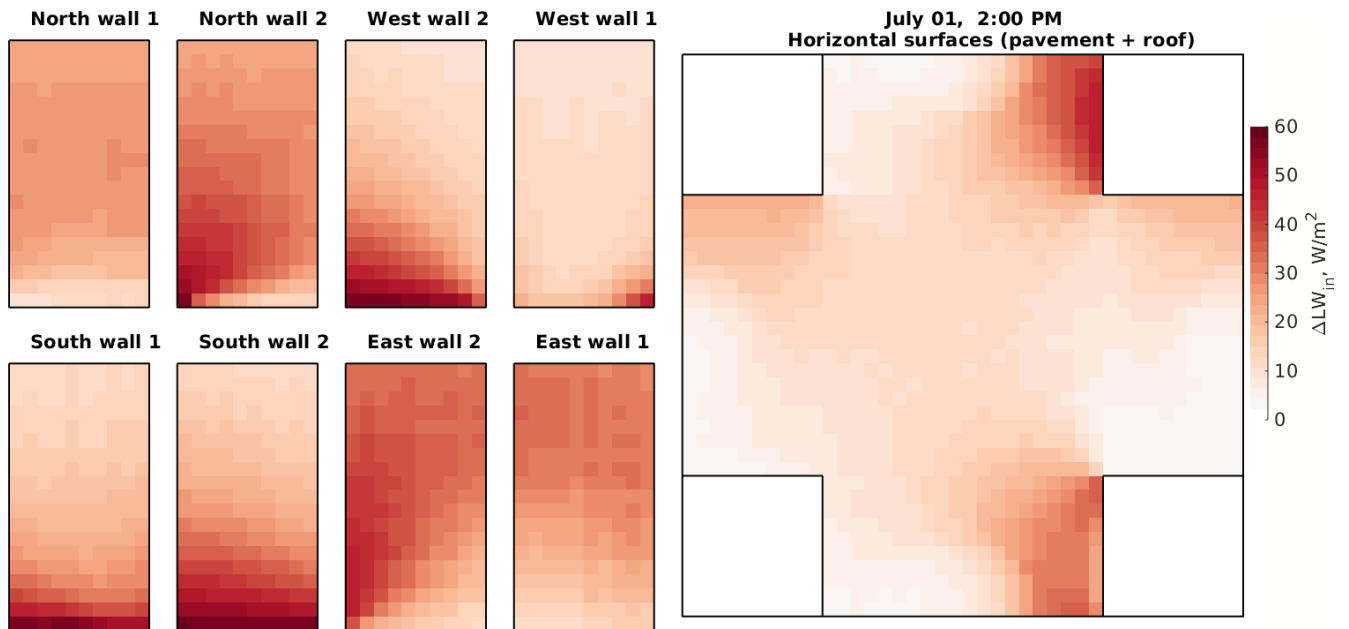 North wall 1
North wall 2
West wall 2
West wall 1
July 01,  2:00 PM
Horizontal surfaces (pavement + roof)
South wall 1
South wall 2
East wall 2
East wall 1
60
50
40
30
20
10
0
ΔLWin, W/m2